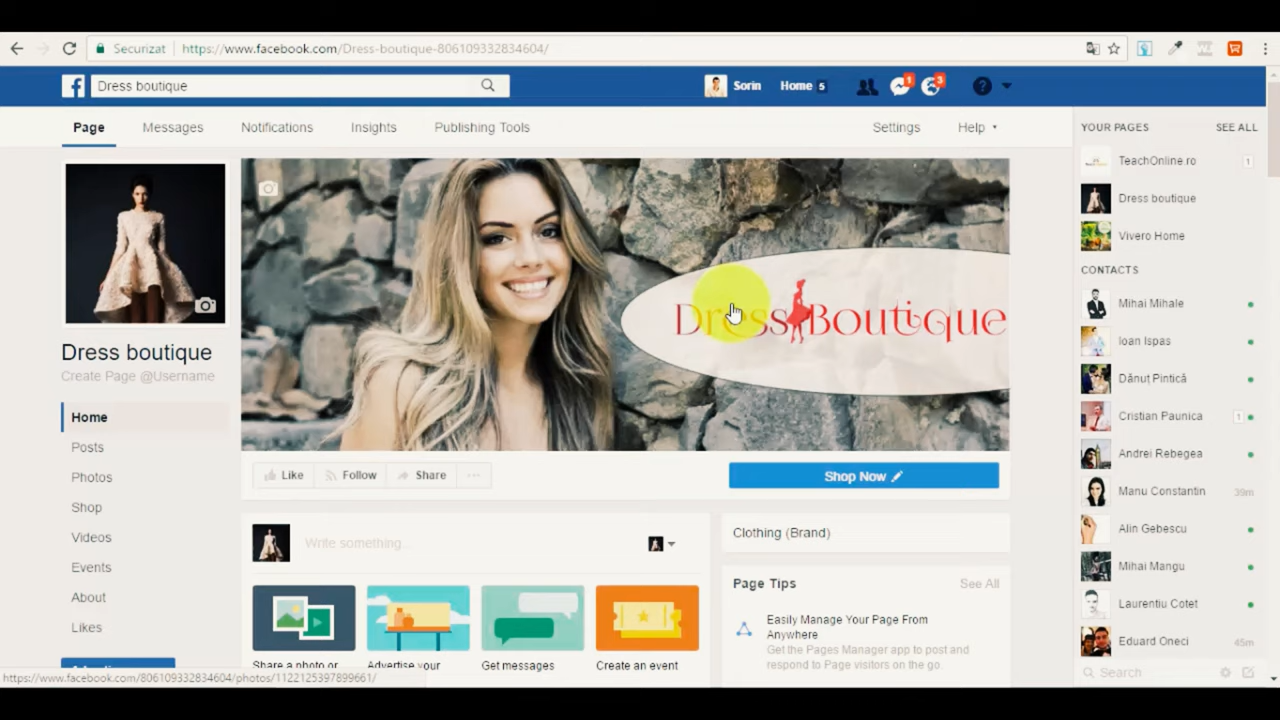 Securizat
https://www.facebook.com/Dress-boutique-806109332834604/
Dress boutique
Sorin
Home 5
1
3
Page
Messages
Notifications
Insights
Publishing Tools
Settings
Help
YOUR PAGES
SEE ALL
TeachOnline.ro
1
Dress boutique
Vivero Home
CONTACTS
Mihai Mihale
Ioan Ispas
Dănuț Pintică
Cristian Paunica
1
Andrei Rebegea
Manu Constantin
39m
Alin Gebescu
Mihai Mangu
Laurentiu Cotet
Eduard Oneci
45m
Search
Dress Boutique
Dress boutique
Create Page @Username
Home
Posts
Photos
Shop
Videos
Events
About
Likes
Like
Follow
Share
Shop Now
Write something...
Clothing (Brand)
Page Tips
See All
Easily Manage Your Page From
Anywhere
Get the Pages Manager app to post and
respond to Page visitors on the go.
Share a photo or
Advertise your
Get messages
Create an event
https://www.facebook.com/806109332834604/photos/1122125397899661/